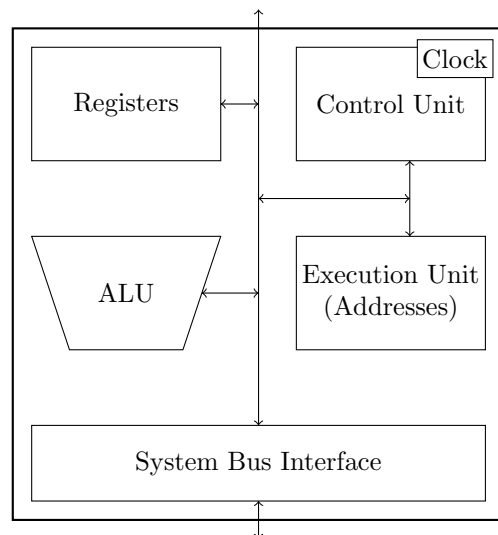 Clock
Registers
Control Unit
ALU
Execution Unit
(Addresses)
System Bus Interface